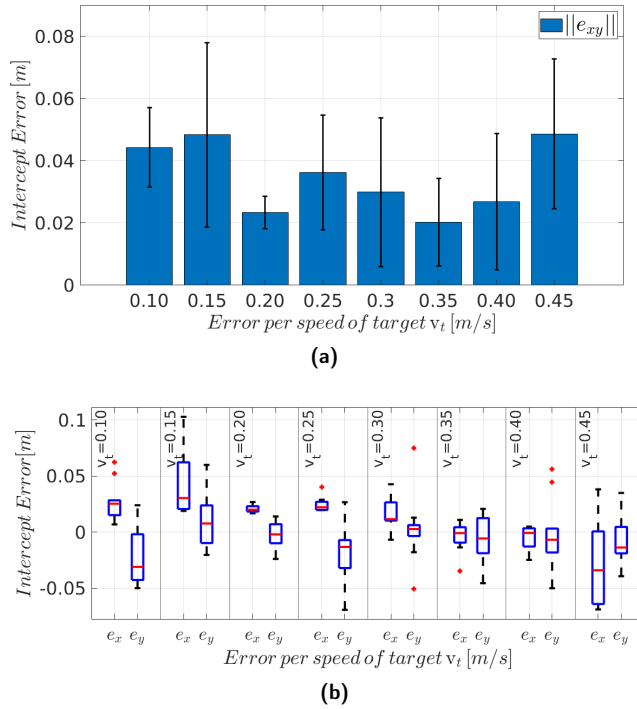 ||e_xy||
0.08
0.06
0.04
0.02
0
Intercept Error [m]
0.10 0.15 0.20 0.25 0.3 0.35 0.40 0.45
Error per speed of target v_t [m/s]
(a)
v_t=0.10 v_t=0.15 v_t=0.20 v_t=0.25 v_t=0.30 v_t=0.35 v_t=0.40 v_t=0.45
0.1
0.05
0
-0.05
Intercept Error[m]
e_x e_y e_x e_y e_x e_y e_x e_y e_x e_y e_x e_y e_x e_y e_x e_y
Error per speed of target v_t [m/s]
(b)